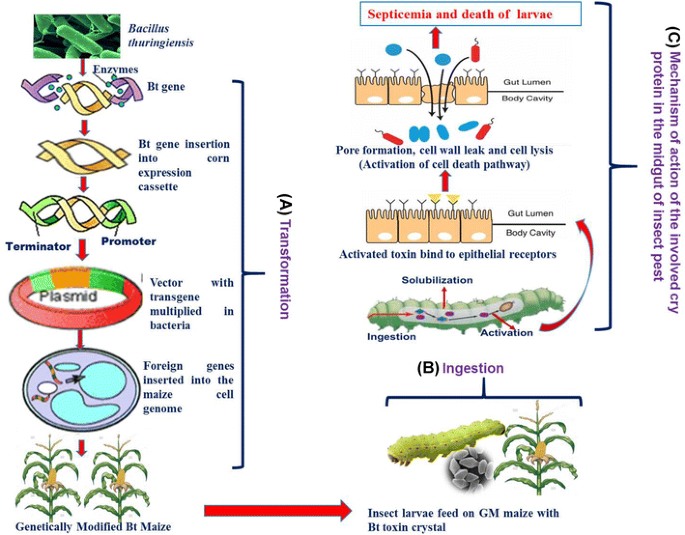 Bacillus
thuringiensis
Enzymes
Bt gene
Bt gene insertion
into corn
expression
cassette
Terminator
Promoter
Plasmid
Vector with
transgene
multiplied in
bacteria
Foreign genes
inserted into the
maize cell
genome
Genetically Modified Bt Maize
(A) Transformation
Septicemia and death of larvae
Gut Lumen
Body Cavity
Pore formation, cell wall leak and cell lysis
(Activation of cell death pathway)
Gut Lumen
Body Cavity
Activated toxin bind to epithelial receptors
Solubilization
Ingestion
Activation
(B) Ingestion
Insect larvae feed on GM maize with
Bt toxin crystal
(C) Mechanism of action of the involved cry
protein in the midgut of insect pest